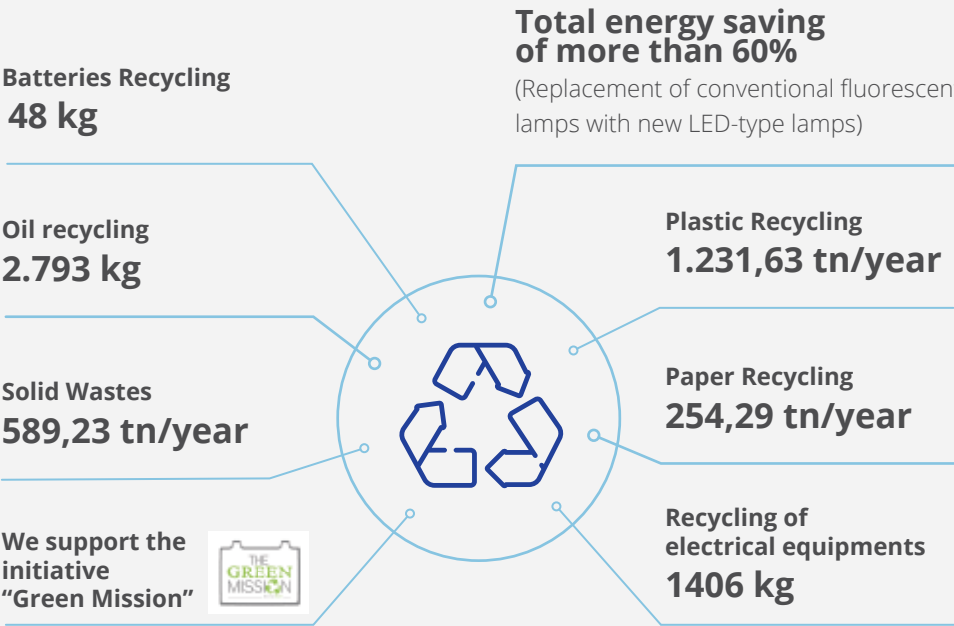 Total energy saving
of more than 60%
(Replacement of conventional fluorescen
lamps with new LED-type lamps)
Batteries Recycling
48 kg
Oil recycling
2.793 kg
Solid Wastes
589,23 tn/year
We support the
initiative
“Green Mission”
THE
GREEN
MISSION
Plastic Recycling
1.231,63 tn/year
Paper Recycling
254,29 tn/year
Recycling of
electrical equipments
1406 kg